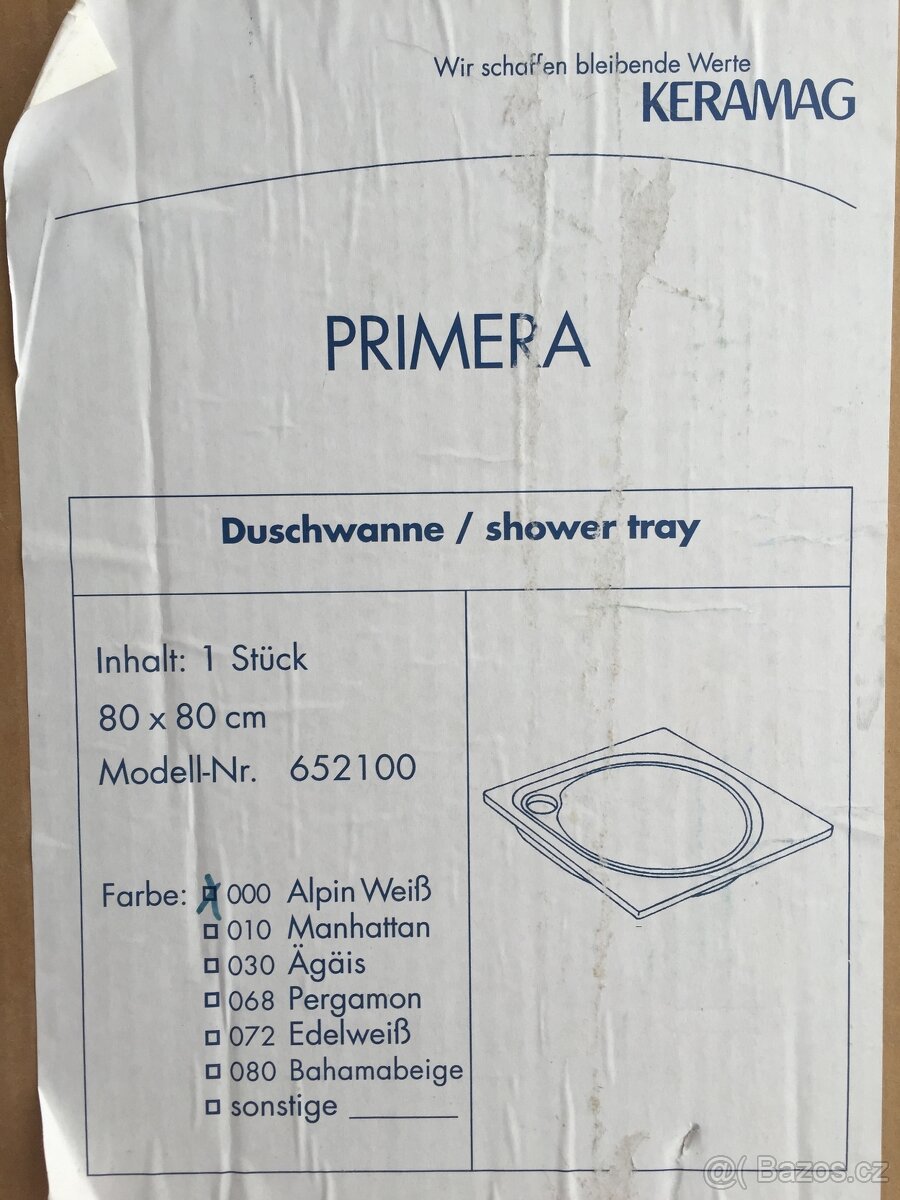 Wir schaffen bleibende Werte
KERAMAG
PRIMERA
Duschwanne / shower tray
Inhalt: 1 Stück
80 x 80 cm
Modell-Nr. 652100
Farbe: 000 Alpin Weiß
010 Manhattan
030 Ägäis
068 Pergamon
072 Edelweiß
080 Bahamabeige
sonstige ________
@( Bazos.cz